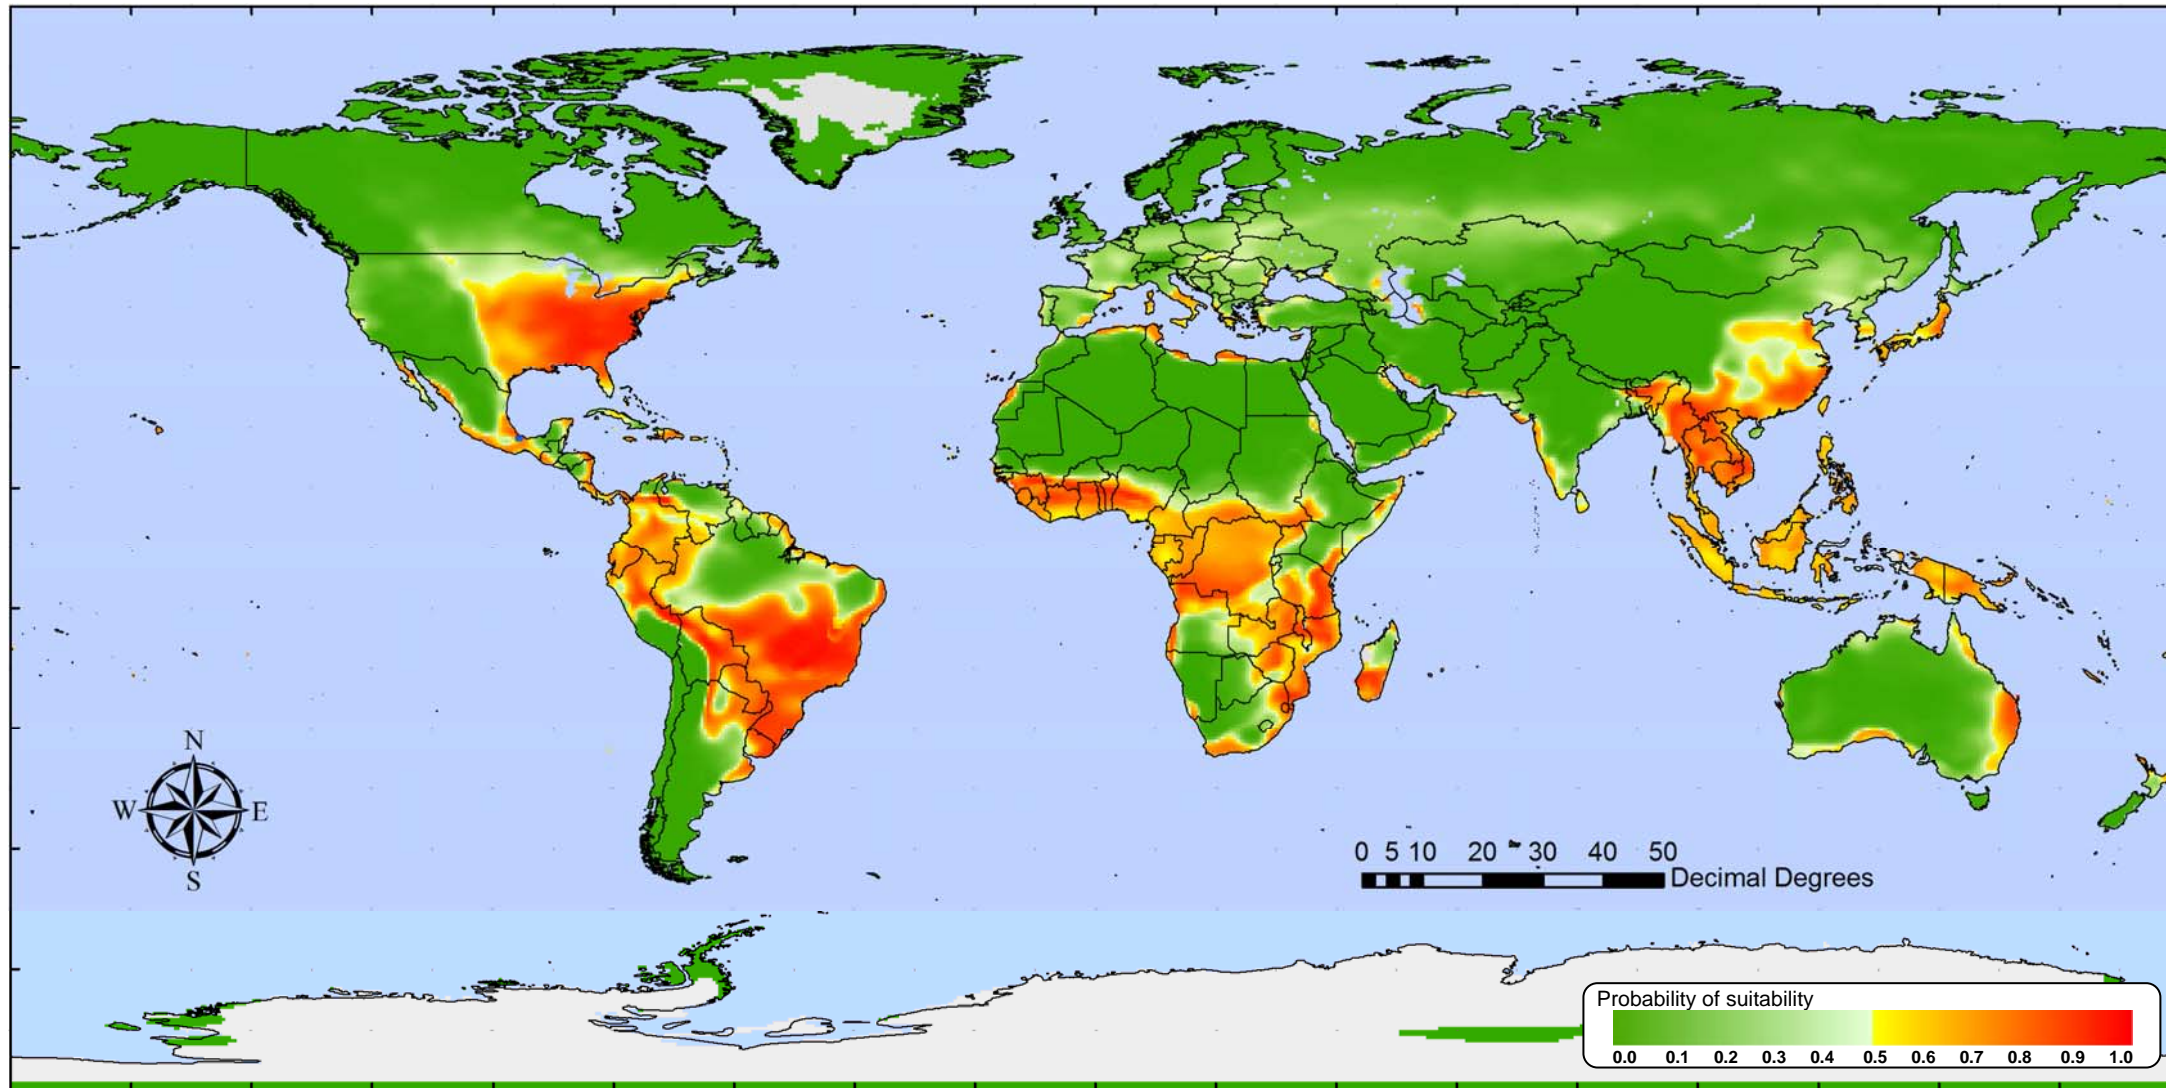 N
W E
S
0 5 10 20 30 40 50
Decimal Degrees
Probability of suitability
0.0 0.1 0.2 0.3 0.4 0.5 0.6 0.7 0.8 0.9 1.0